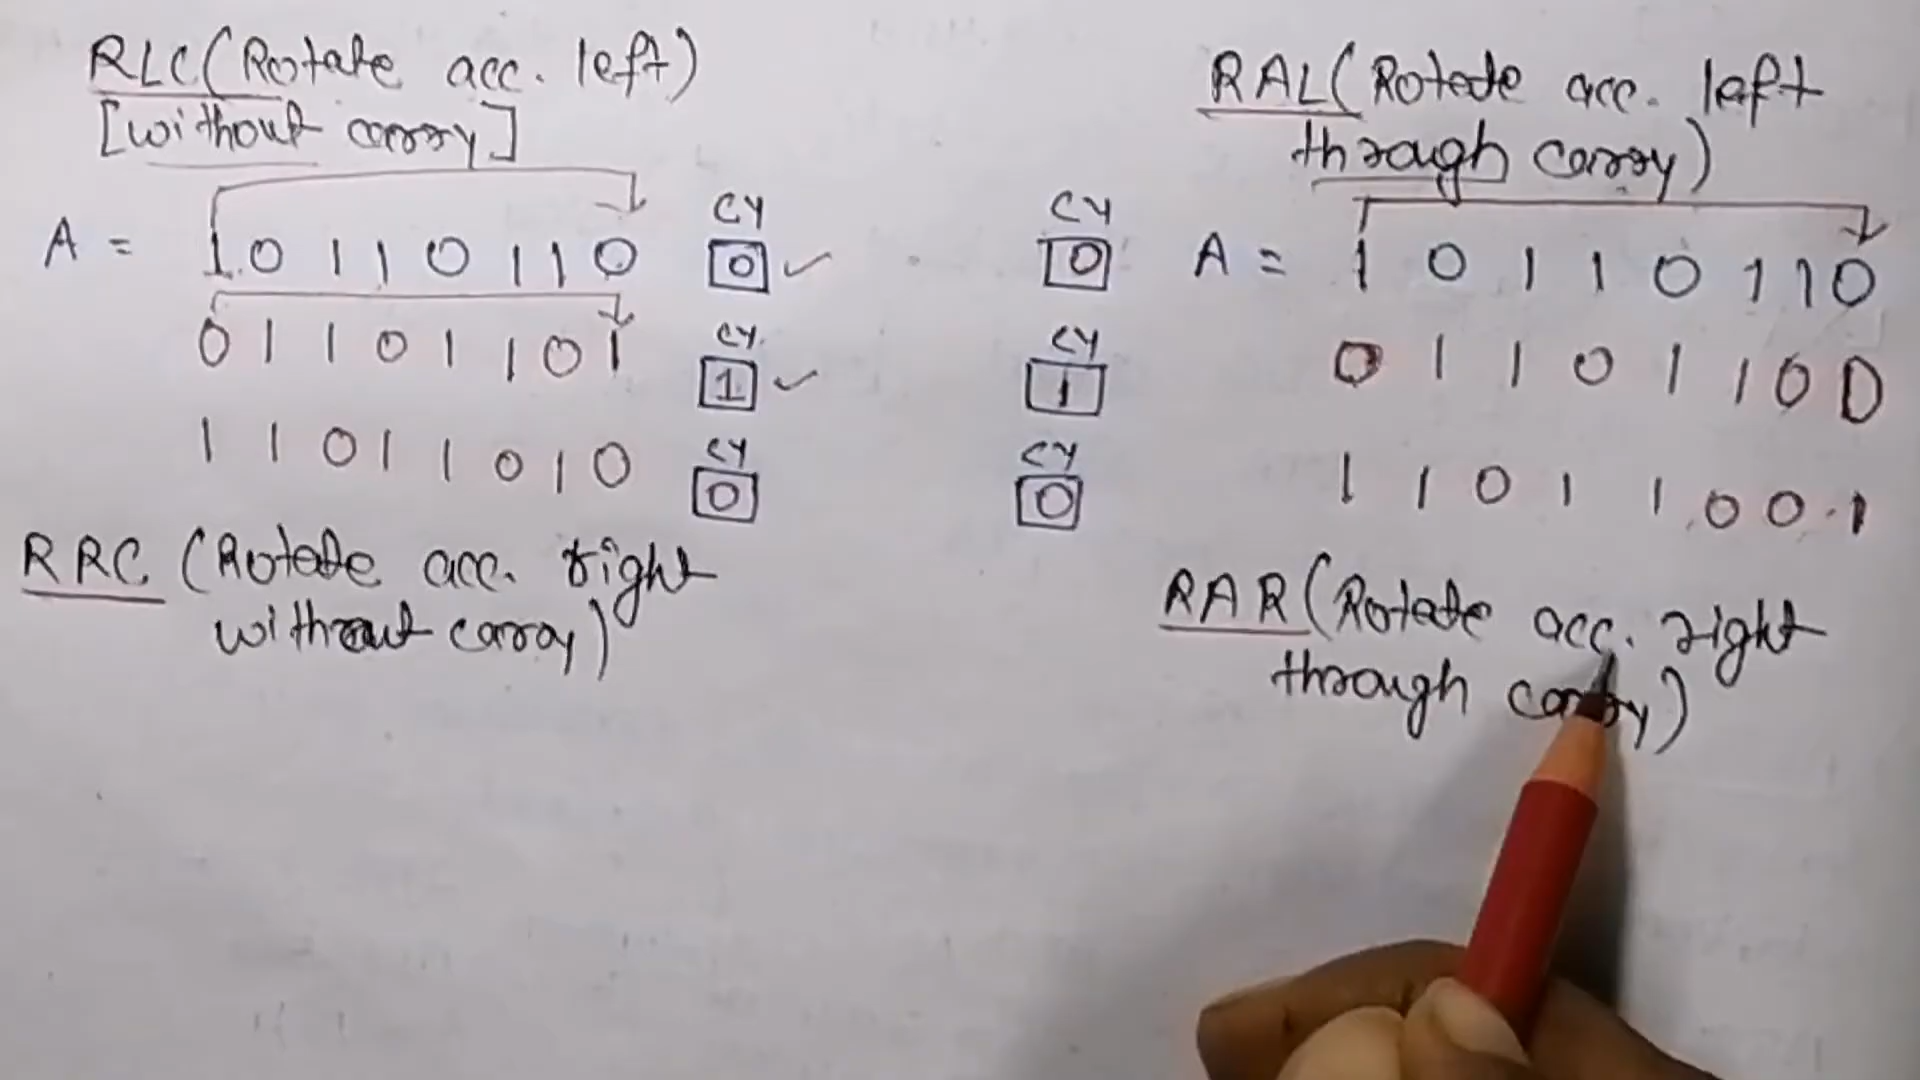 RLC (Rotate acc. left)
[without carry]
CY
A = 1 0 1 1 0 1 1 0 0
CY
0 1 1 0 1 1 0 1 1
CY
1 1 0 1 1 0 1 0 0
RRC (Rotate acc. right
without carry)
RAL (Rotate acc. left
through carry)
CY
0 A = 1 0 1 1 0 1 1 0
CY
1 0 1 1 0 1 1 0 0
CY
0 1 1 0 1 1 0 0 1
RAR (Rotate acc. right
through carry)